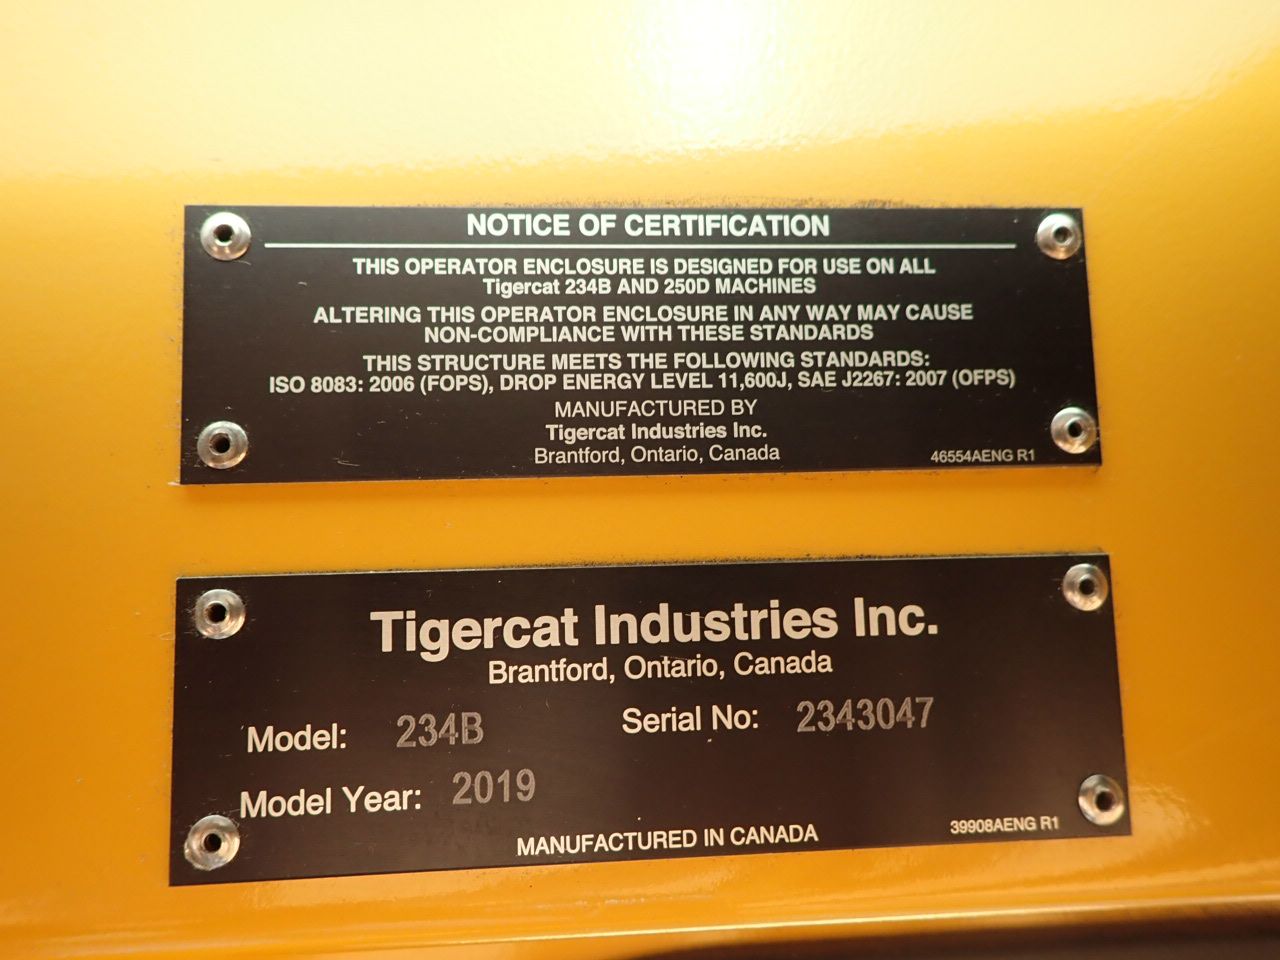 NOTICE OF CERTIFICATION
THIS OPERATOR ENCLOSURE IS DESIGNED FOR USE ON ALL
Tigercat 234B AND 250D MACHINES
ALTERING THIS OPERATOR ENCLOSURE IN ANY WAY MAY CAUSE
NON-COMPLIANCE WITH THESE STANDARDS
THIS STRUCTURE MEETS THE FOLLOWING STANDARDS:
ISO 8083: 2006 (FOPS), DROP ENERGY LEVEL 11,600J, SAE J2267: 2007 (OFPS)
MANUFACTURED BY
Tigercat Industries Inc.
Brantford, Ontario, Canada
46554AENG R1
Tigercat Industries Inc.
Brantford, Ontario, Canada
Model: 234B Serial No: 2343047
Model Year: 2019
MANUFACTURED IN CANADA
39908AENG R1